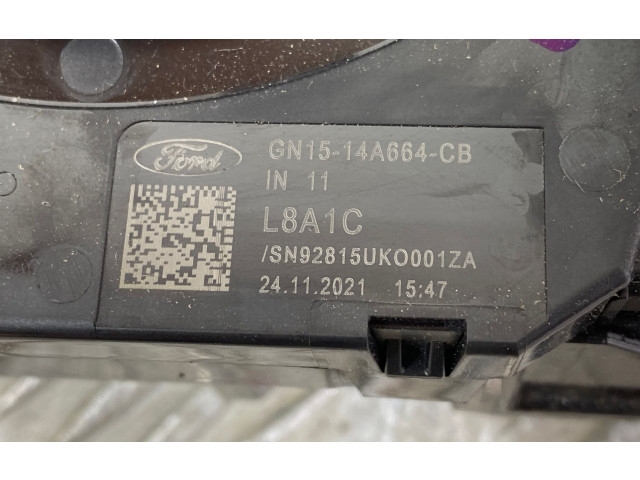 Ford
GN15-14A664-CB
IN 11
L8A1C
/SN92815UKO001ZA
24.11.2021 15:47